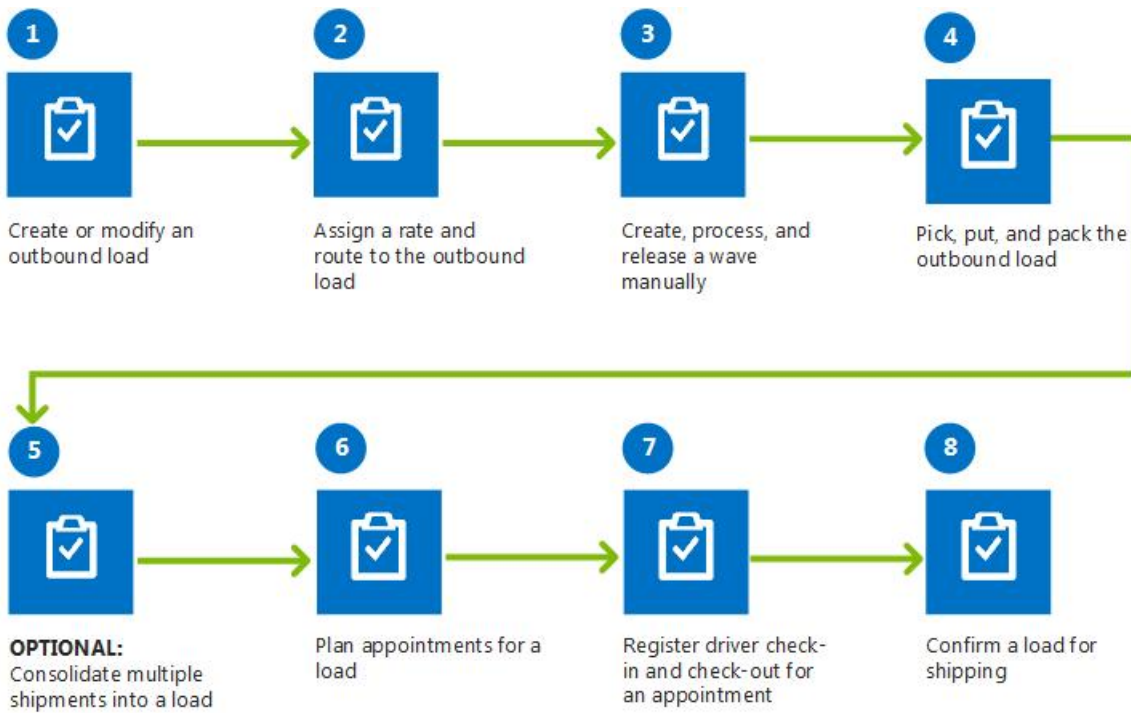 1
2
3
4
Create or modify an
outbound load
Assign a rate and
route to the outbound
load
Create, process, and
release a wave
manually
Pick, put, and pack the
outbound load
5
6
7
8
OPTIONAL:
Consolidate multiple
shipments into a load
Plan appointments for a
load
Register driver check-
in and check-out for
an appointment
Confirm a load for
shipping